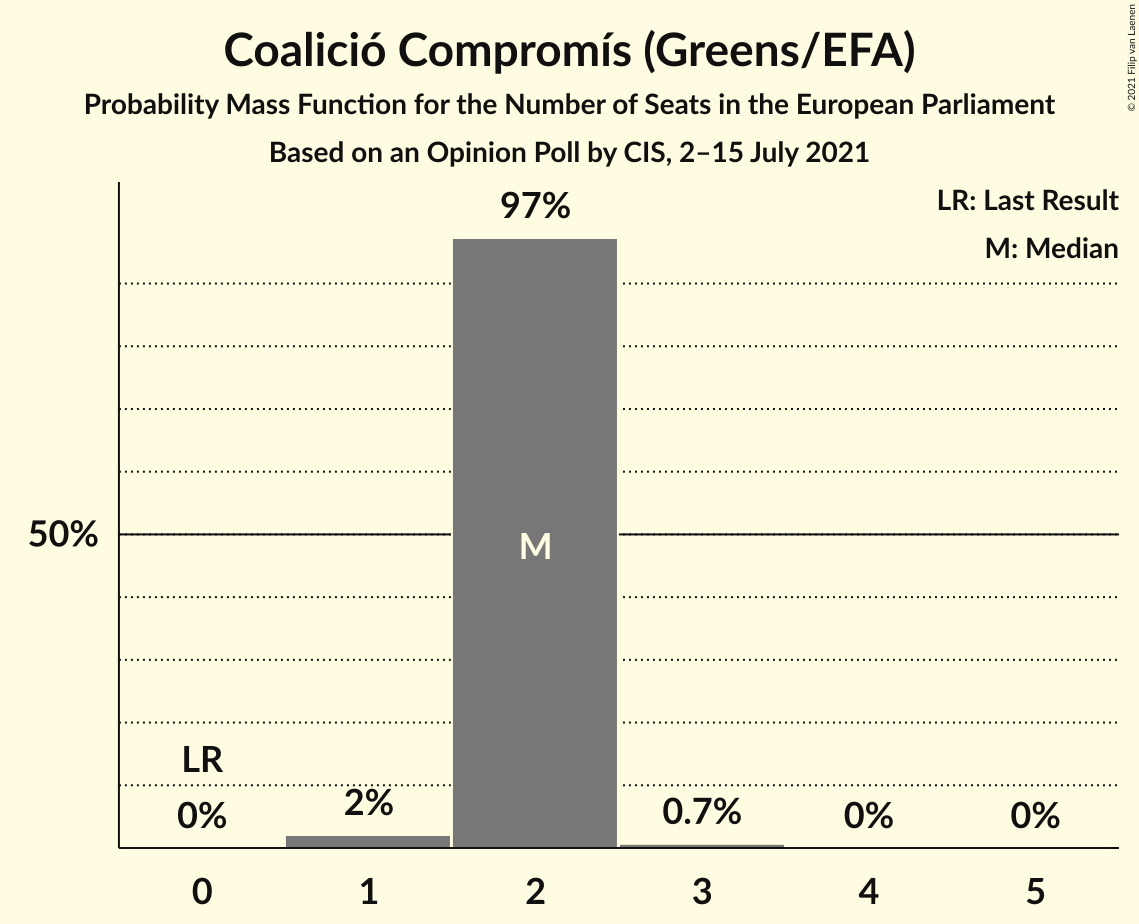 Coalició Compromís (Greens/EFA)
Probability Mass Function for the Number of Seats in the European Parliament
Based on an Opinion Poll by CIS, 2–15 July 2021
© 2021 Filip van Laenen
LR: Last Result
M: Median
97%
50%
M
LR
0%
2%
0.7%
0%
0%
0 1 2 3 4 5